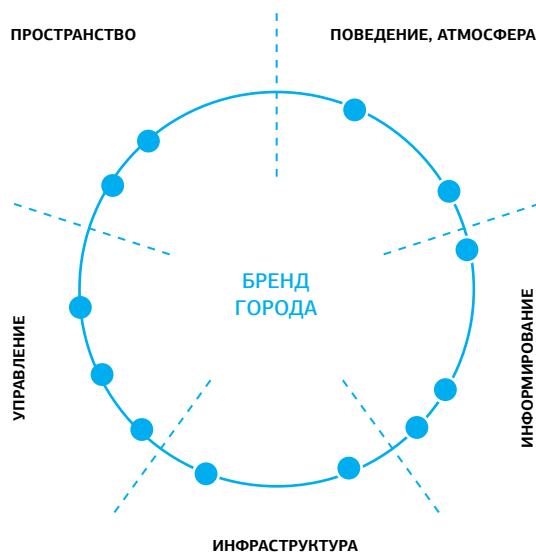 ПРОСТРАНСТВО
ПОВЕДЕНИЕ, АТМОСФЕРА
БРЕНД
ГОРОДА
УПРАВЛЕНИЕ
ИНФОРМИРОВАНИЕ
ИНФРАСТРУКТУРА